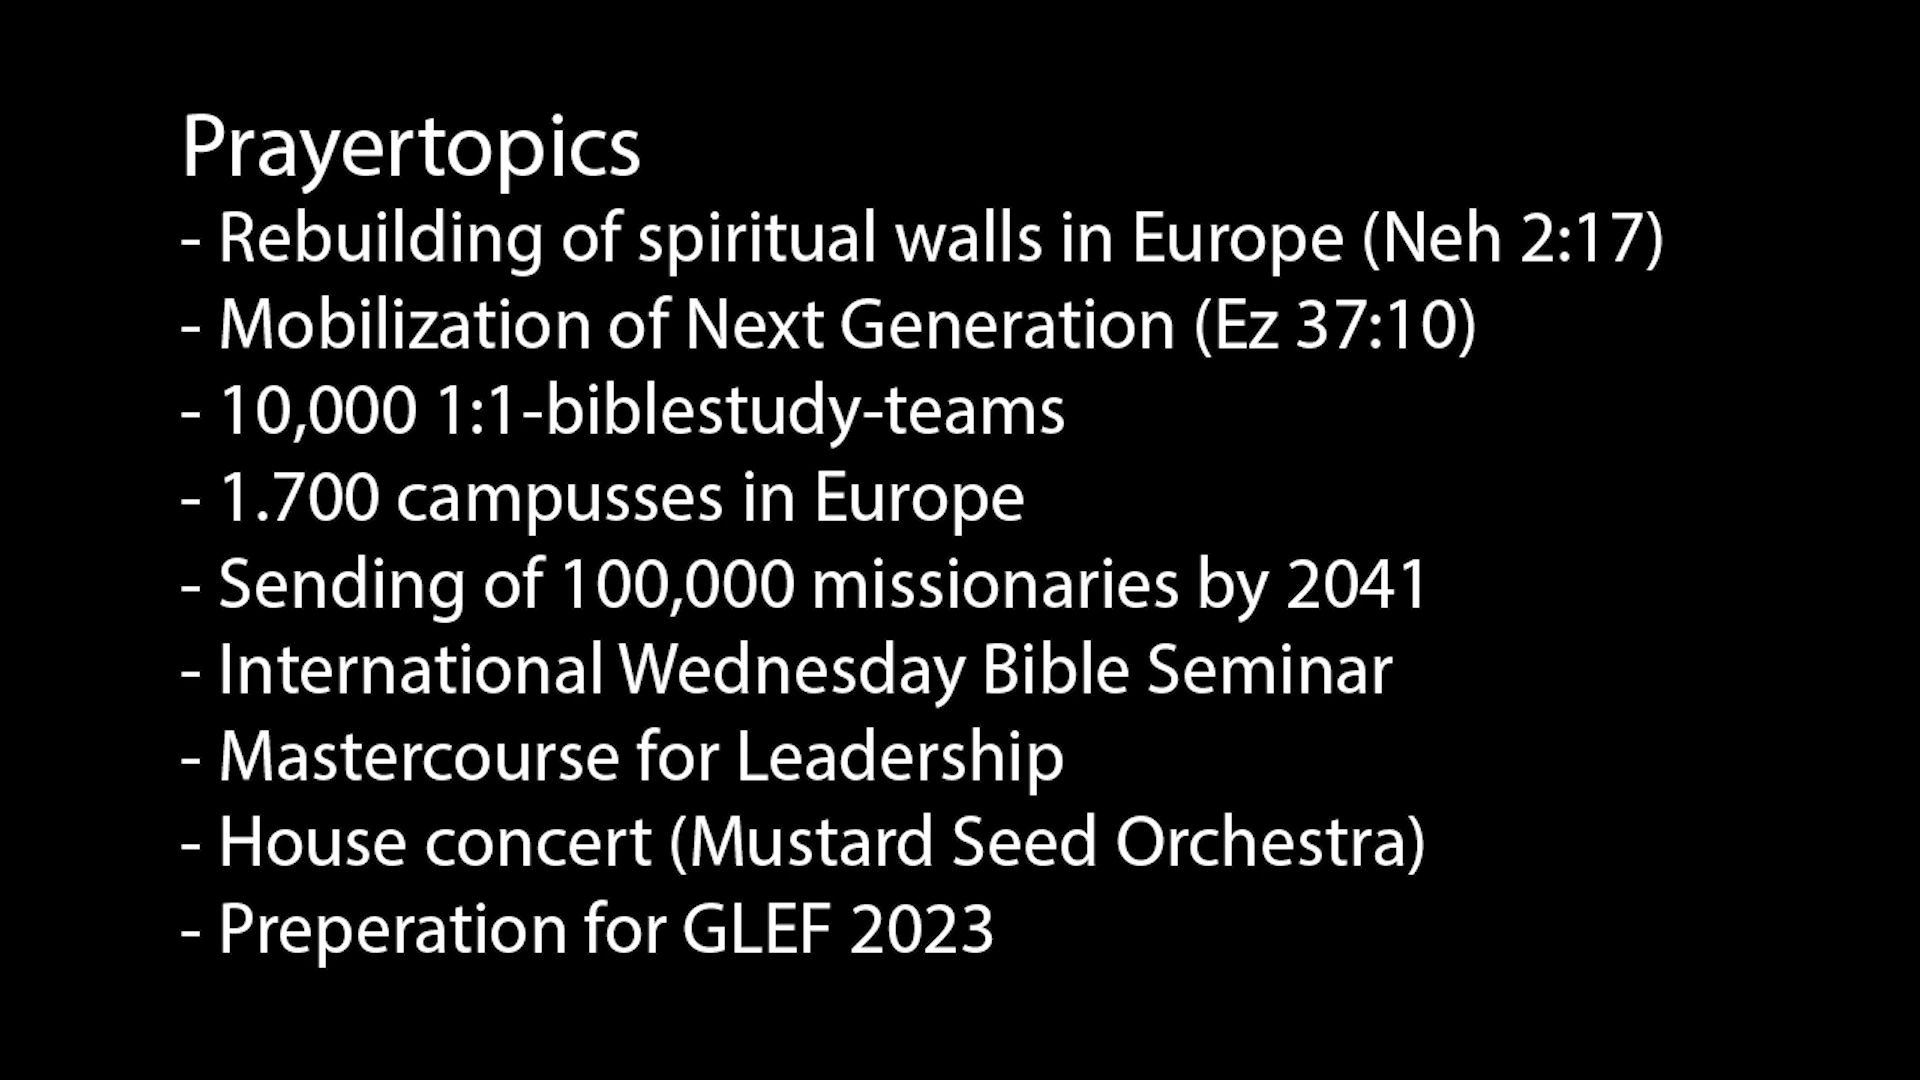 Prayertopics
- Rebuilding of spiritual walls in Europe (Neh 2:17)
- Mobilization of Next Generation (Ez 37:10)
- 10,000 1:1-biblestudy-teams
- 1.700 campusses in Europe
- Sending of 100,000 missionaries by 2041
- International Wednesday Bible Seminar
- Mastercourse for Leadership
- House concert (Mustard Seed Orchestra)
- Preperation for GLEF 2023